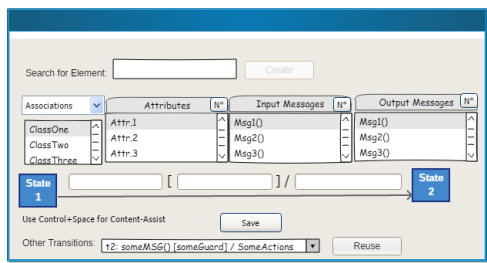 Search for Element:
Create
Associations
Attributes N°
Input Messages N°
Output Messages N°
ClassOne
ClassTwo
ClassThree
Attr.1
Attr.2
Attr.3
Msg1()
Msg2()
Msg3()
Msg1()
Msg2()
Msg3()
State
1
[ ] /
State
2
Use Control+Space for Content-Assist
Save
Other Transitions: t2: someMSG() [someGuard] / SomeActions
Reuse